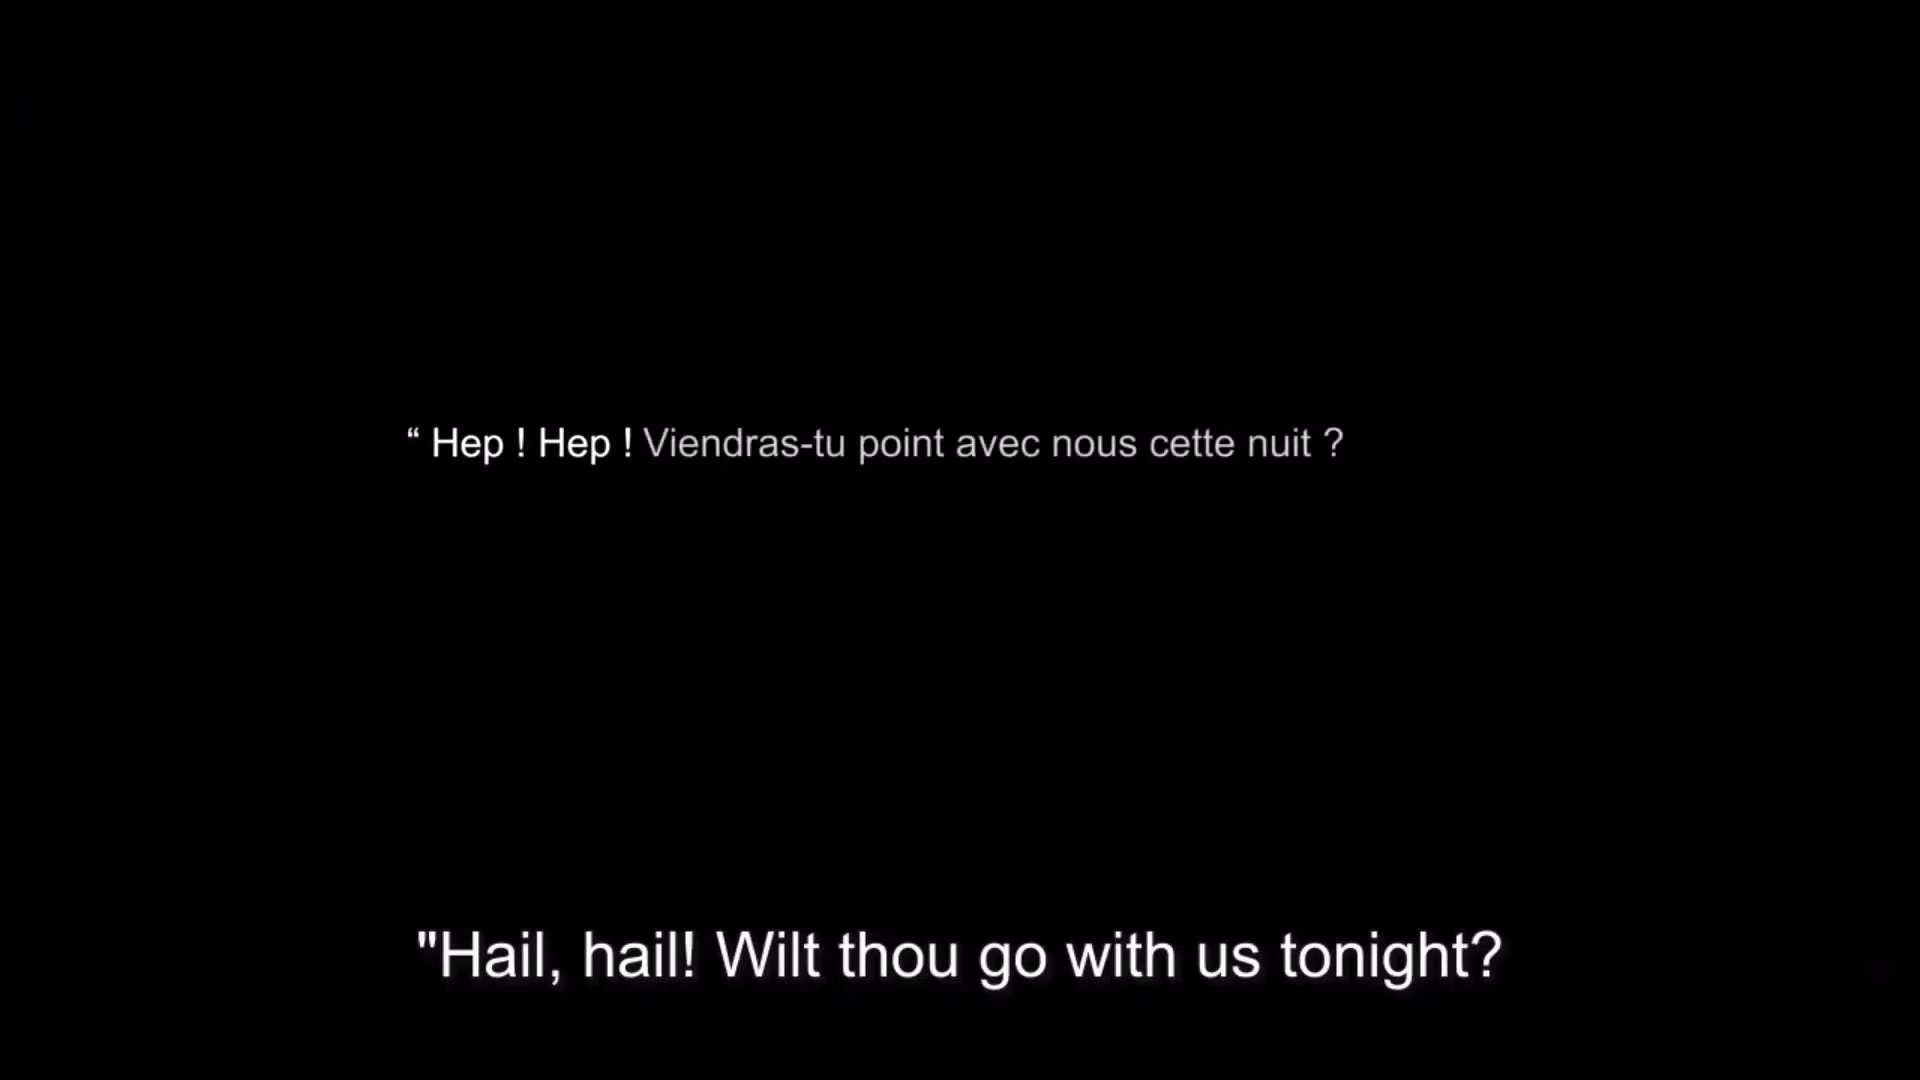 “ Hep ! Hep ! Viendras-tu point avec nous cette nuit ?
"Hail, hail! Wilt thou go with us tonight?